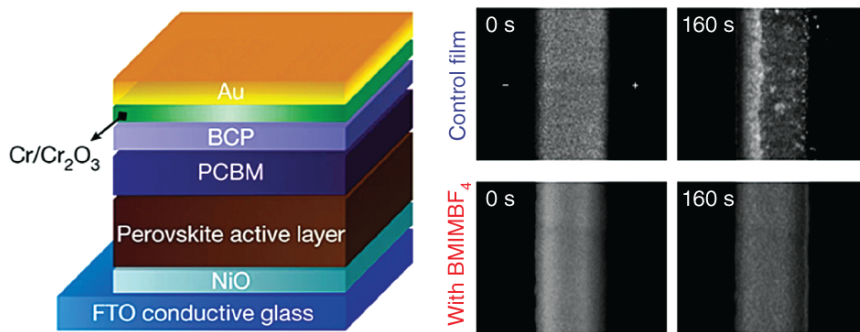 Au
Cr/Cr₂O₃
BCP
PCBM
Perovskite active layer
NiO
FTO conductive glass
Control film
0 s
160 s
−
+
With BMIMBF₄
0 s
160 s